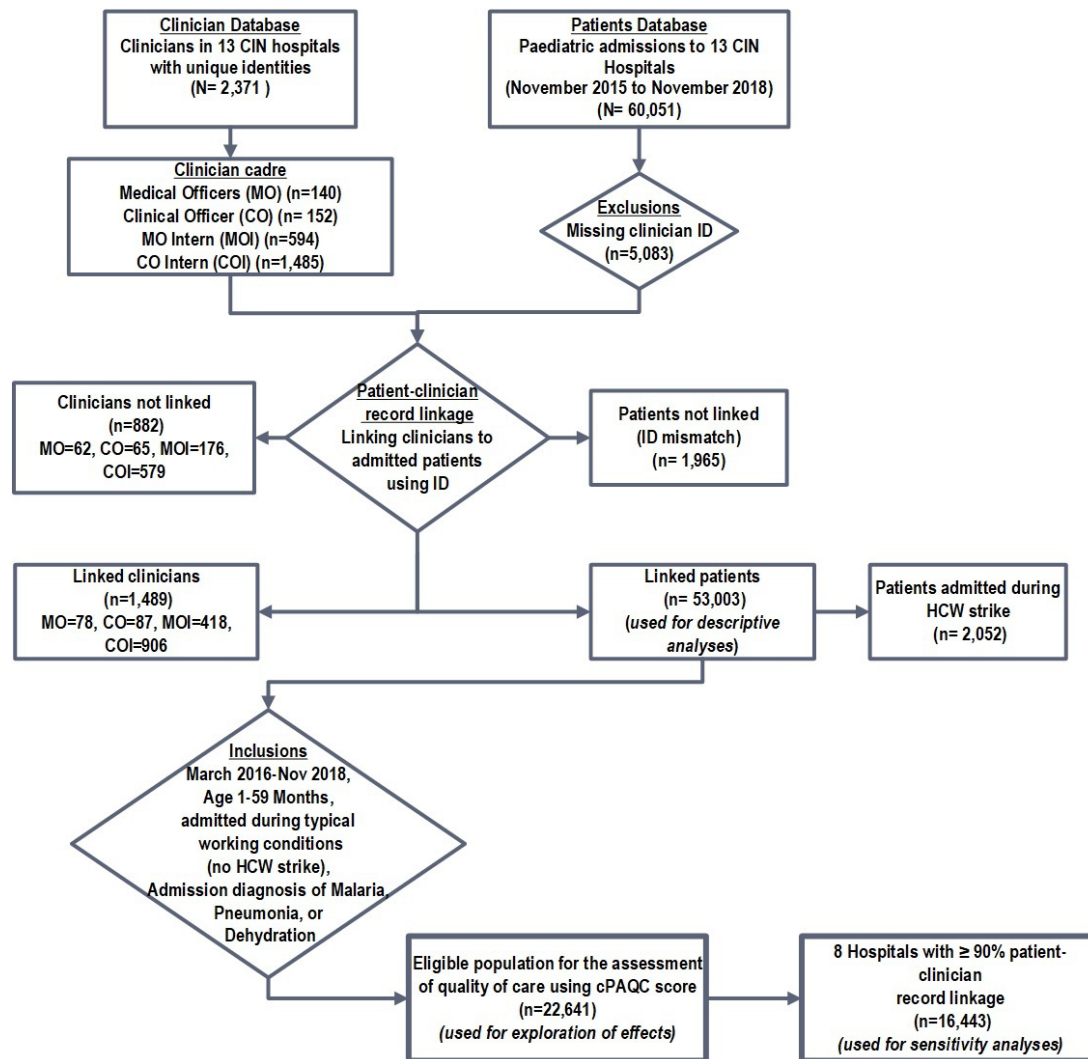 Clinician Database
Clinicians in 13 CIN hospitals
with unique identities
(N= 2,371 )
Patients Database
Paediatric admissions to 13 CIN
Hospitals
(November 2015 to November 2018)
(N= 60,051)
Clinician cadre
Medical Officers (MO) (n=140)
Clinical Officer (CO) (n= 152)
MO Intern (MOI) (n=594)
CO Intern (COI) (n=1,485)
Exclusions
Missing clinician ID
(n=5,083)
Clinicians not linked
(n=882)
MO=62, CO=65, MOI=176,
COI=579
Patient-clinician
record linkage
Linking clinicians to
admitted patients
using ID
Patients not linked
(ID mismatch)
(n= 1,965)
Linked clinicians
(n=1,489)
MO=78, CO=87, MOI=418,
COI=906
Linked patients
(n= 53,003)
(used for descriptive
analyses)
Patients admitted during
HCW strike
(n= 2,052)
Inclusions
March 2016-Nov 2018,
Age 1-59 Months,
admitted during typical
working conditions
(no HCW strike),
Admission diagnosis of Malaria,
Pneumonia, or
Dehydration
Eligible population for the assessment
of quality of care using cPAQC score
(n=22,641)
(used for exploration of effects)
8 Hospitals with ≥ 90% patient-
clinician
record linkage
(n=16,443)
(used for sensitivity analyses)